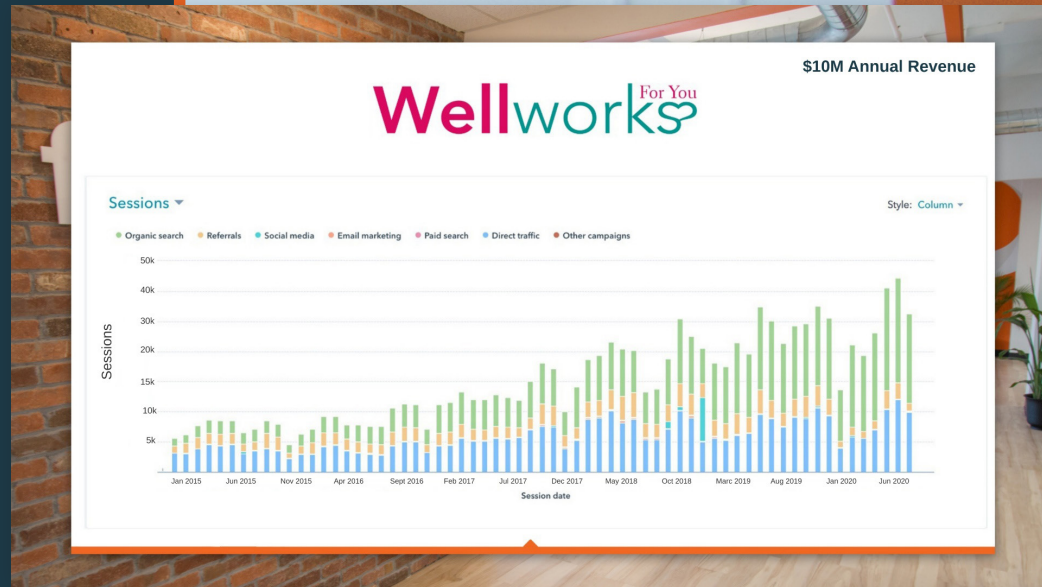 $10M Annual Revenue
Wellworks For You
Sessions
Style: Column
Organic search Referrals Social media Email marketing Paid search Direct traffic Other campaigns
50k
40k
30k
20k
15k
10k
5k
Sessions
Jan 2015 Jun 2015 Nov 2015 Apr 2016 Sept 2016 Feb 2017 Jul 2017 Dec 2017 May 2018 Oct 2018 Marc 2019 Aug 2019 Jan 2020 Jun 2020
Session date